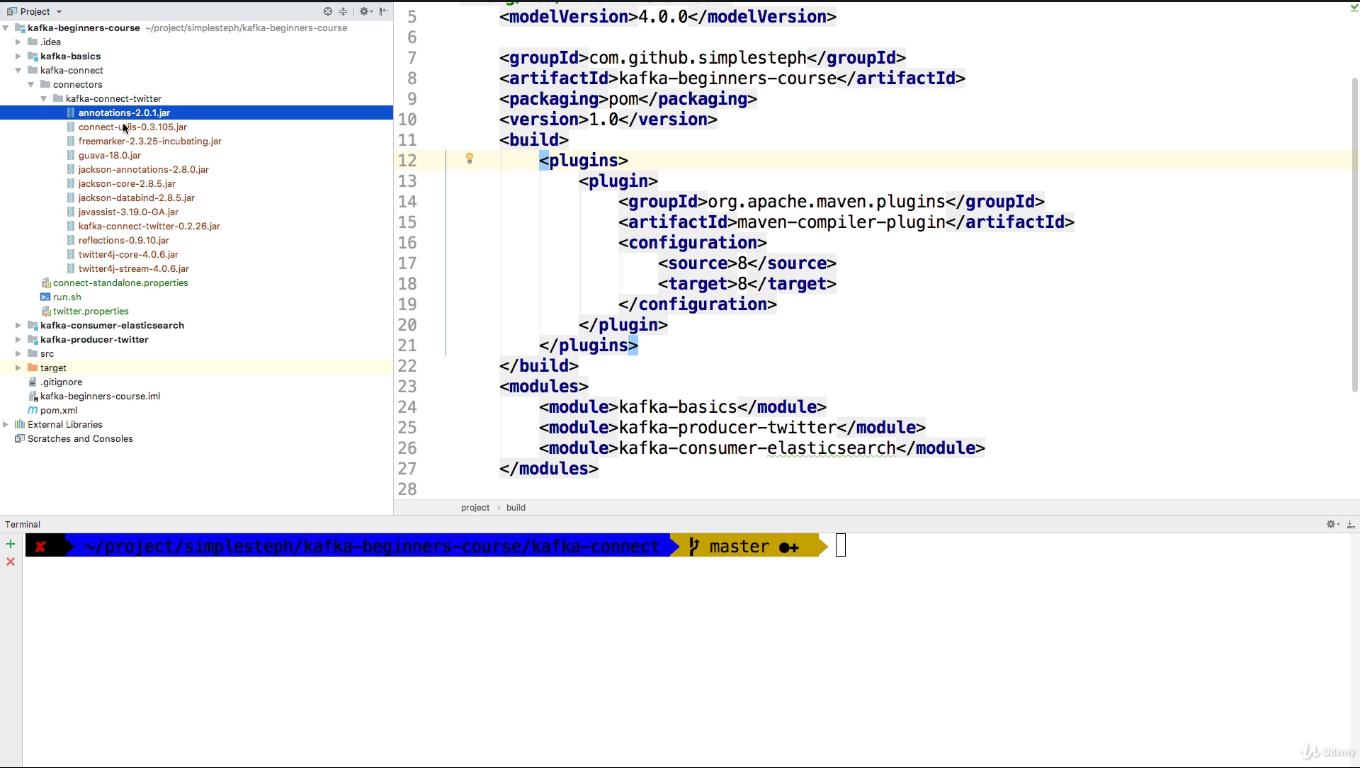 Project
kafka-beginners-course ~/project/simplesteph/kafka-beginners-course
.idea
kafka-basics
kafka-connect
connectors
kafka-connect-twitter
annotations-2.0.1.jar
connect-utils-0.3.105.jar
freemarker-2.3.25-incubating.jar
guava-18.0.jar
jackson-annotations-2.8.0.jar
jackson-core-2.8.5.jar
jackson-databind-2.8.5.jar
javassist-3.19.0-GA.jar
kafka-connect-twitter-0.2.26.jar
reflections-0.9.10.jar
twitter4j-core-4.0.6.jar
twitter4j-stream-4.0.6.jar
connect-standalone.properties
run.sh
twitter.properties
kafka-consumer-elasticsearch
kafka-producer-twitter
src
target
.gitignore
kafka-beginners-course.iml
pom.xml
External Libraries
Scratches and Consoles
5 <modelVersion>4.0.0</modelVersion>
6
7 <groupId>com.github.simplesteph</groupId>
8 <artifactId>kafka-beginners-course</artifactId>
9 <packaging>pom</packaging>
10 <version>1.0</version>
11 <build>
12 <plugins>
13 <plugin>
14 <groupId>org.apache.maven.plugins</groupId>
15 <artifactId>maven-compiler-plugin</artifactId>
16 <configuration>
17 <source>8</source>
18 <target>8</target>
19 </configuration>
20 </plugin>
21 </plugins>
22 </build>
23 <modules>
24 <module>kafka-basics</module>
25 <module>kafka-producer-twitter</module>
26 <module>kafka-consumer-elasticsearch</module>
27 </modules>
28
project › build
Terminal
✘ ~/project/simplesteph/kafka-beginners-course/kafka-connect master ●+
Udemy